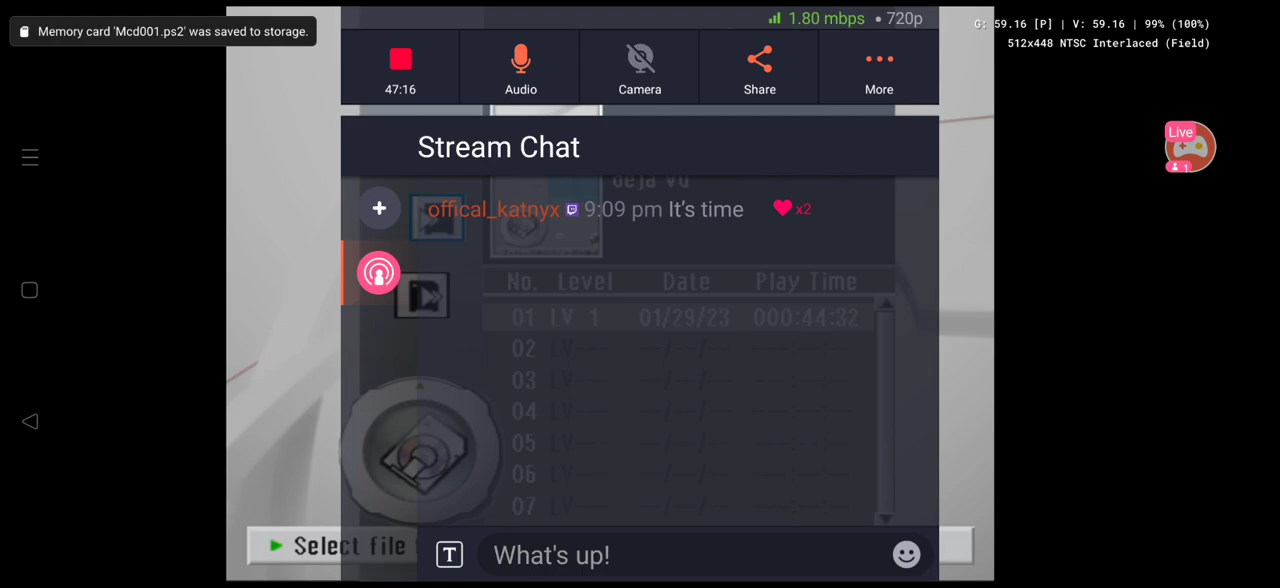 Memory card 'Mcd001.ps2' was saved to storage.
1.80 mbps • 720p
G: 59.16 [P] | V: 59.16 | 99% (100%)
512x448 NTSC Interlaced (Field)
47:16
Audio
Camera
Share
More
Live
1
Stream Chat
deja vu
offical_katnyx 9:09 pm It's time x2
No. Level Date Play Time
01 LV 1 01/29/23 000:44:32
02 LV-- --/--/-- ---:--:--
03 --/--/-- ---:--:--
04 LV-- --/--/-- ---:--:--
05 LV-- --/--/-- ---:--:--
06 LV-- --/--/-- ---:--:--
07 LV-- --/--/-- ---:--:--
Select file
T What's up!